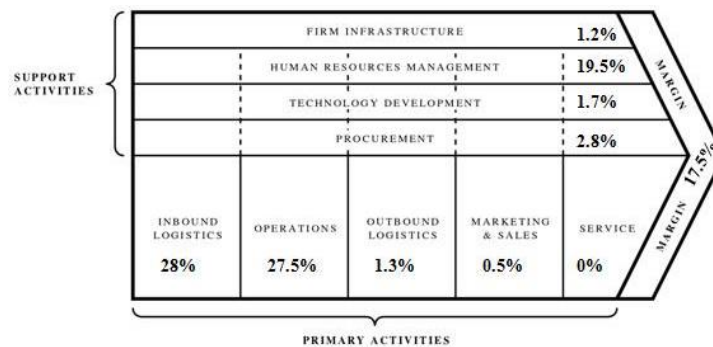 FIRM INFRASTRUCTURE 1.2%
HUMAN RESOURCES MANAGEMENT 19.5%
TECHNOLOGY DEVELOPMENT 1.7%
PROCUREMENT 2.8%
SUPPORT
ACTIVITIES
MARGIN
17.5%
MARGIN
INBOUND
LOGISTICS
28%
OPERATIONS
27.5%
OUTBOUND
LOGISTICS
1.3%
MARKETING
& SALES
0.5%
SERVICE
0%
PRIMARY ACTIVITIES